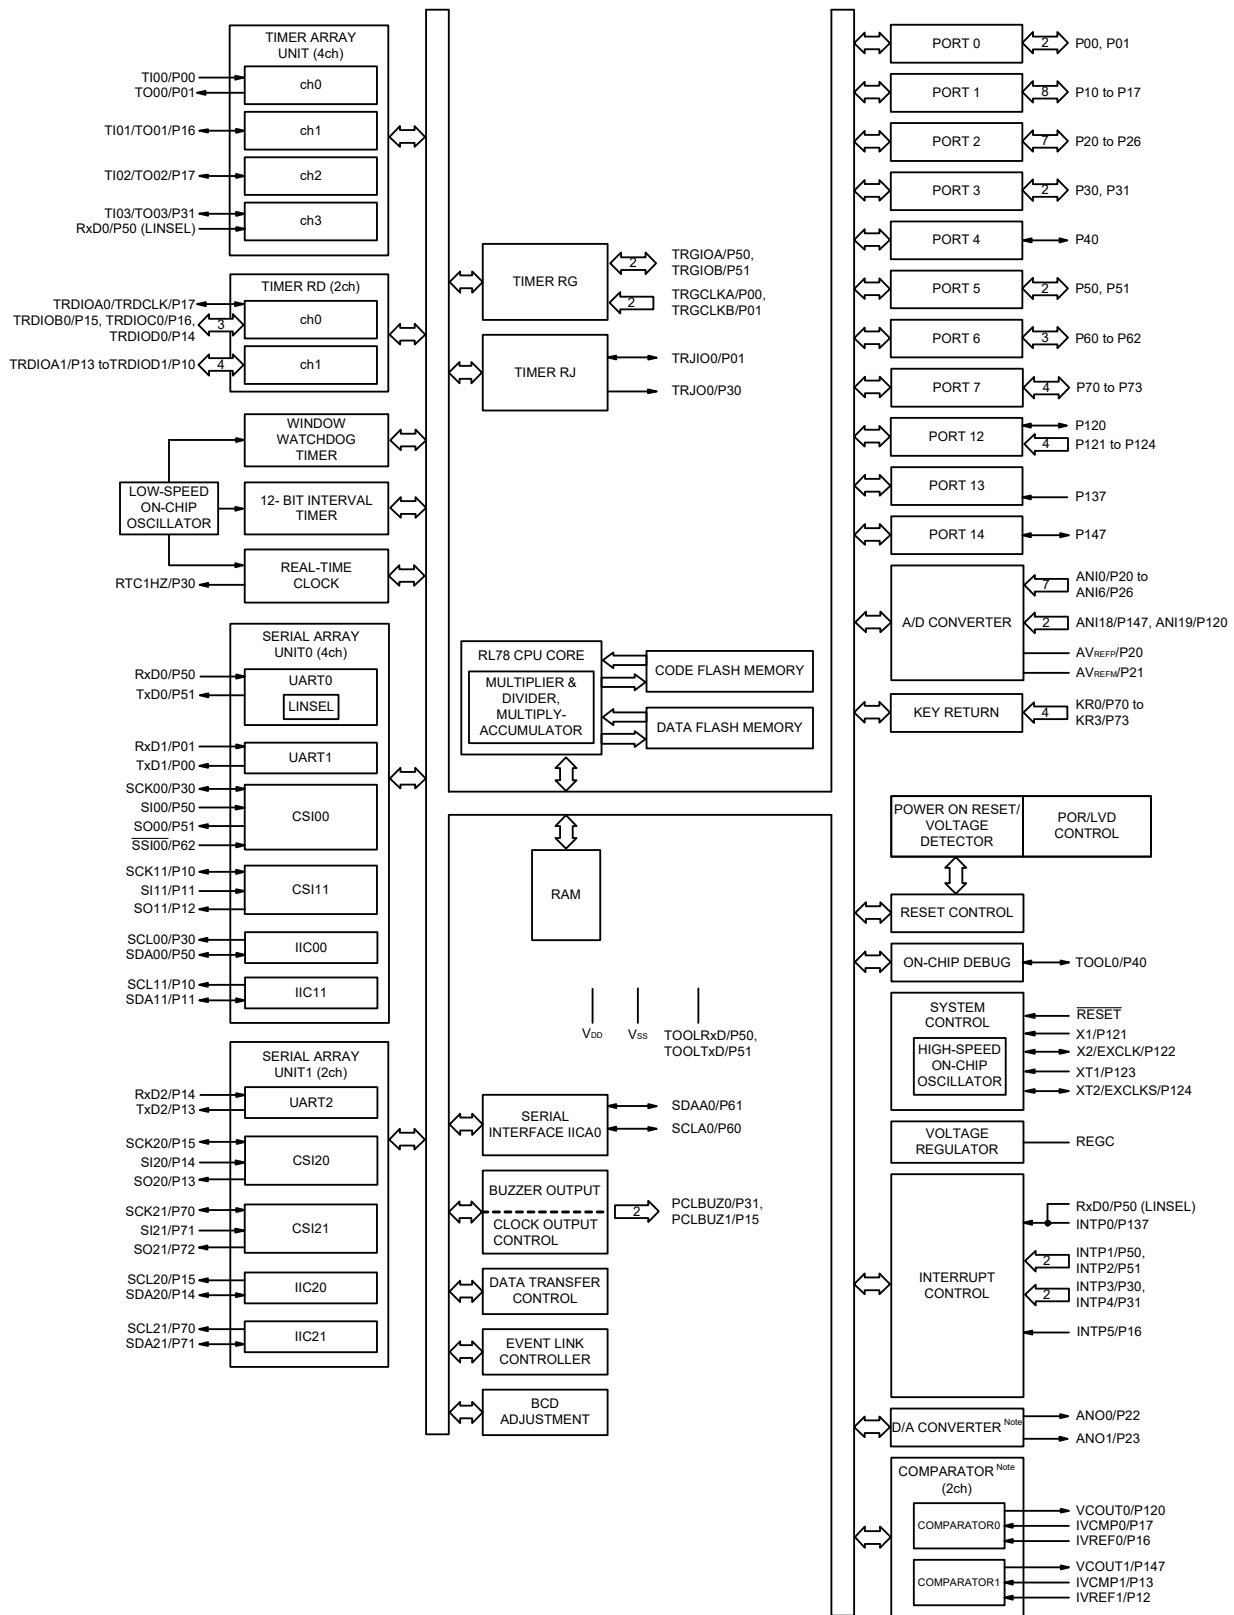 TIMER ARRAY
UNIT (4ch)
TI00/P00
TO00/P01
ch0
TI01/TO01/P16
ch1
TI02/TO02/P17
ch2
TI03/TO03/P31
RxD0/P50 (LINSEL)
ch3
TIMER RD (2ch)
TRDIOA0/TRDCLK/P17
TRDIOB0/P15, TRDIOC0/P16,
TRDIOD0/P14
3
ch0
TRDIOA1/P13 toTRDIOD1/P10
4
ch1
WINDOW
WATCHDOG
TIMER
LOW-SPEED
ON-CHIP
OSCILLATOR
12- BIT INTERVAL
TIMER
REAL-TIME
CLOCK
RTC1HZ/P30
SERIAL ARRAY
UNIT0 (4ch)
RxD0/P50
TxD0/P51
UART0
LINSEL
RxD1/P01
TxD1/P00
UART1
SCK00/P30
SI00/P50
SO00/P51
SSI00/P62
CSI00
SCK11/P10
SI11/P11
SO11/P12
CSI11
SCL00/P30
SDA00/P50
IIC00
SCL11/P10
SDA11/P11
IIC11
SERIAL ARRAY
UNIT1 (2ch)
RxD2/P14
TxD2/P13
UART2
SCK20/P15
SI20/P14
SO20/P13
CSI20
SCK21/P70
SI21/P71
SO21/P72
CSI21
SCL20/P15
SDA20/P14
IIC20
SCL21/P70
SDA21/P71
IIC21
TIMER RG
2
TRGIOA/P50,
TRGIOB/P51
2
TRGCLKA/P00,
TRGCLKB/P01
TIMER RJ
TRJIO0/P01
TRJO0/P30
RL78 CPU CORE
MULTIPLIER &
DIVIDER,
MULTIPLY-
ACCUMULATOR
CODE FLASH MEMORY
DATA FLASH MEMORY
RAM
VDD
VSS
TOOLRxD/P50,
TOOLTxD/P51
SERIAL
INTERFACE IICA0
SDAA0/P61
SCLA0/P60
BUZZER OUTPUT
CLOCK OUTPUT
CONTROL
2
PCLBUZ0/P31,
PCLBUZ1/P15
DATA TRANSFER
CONTROL
EVENT LINK
CONTROLLER
BCD
ADJUSTMENT
PORT 0
2
P00, P01
PORT 1
8
P10 to P17
PORT 2
7
P20 to P26
PORT 3
2
P30, P31
PORT 4
P40
PORT 5
2
P50, P51
PORT 6
3
P60 to P62
PORT 7
4
P70 to P73
PORT 12
P120
4
P121 to P124
PORT 13
P137
PORT 14
P147
A/D CONVERTER
7
ANI0/P20 to
ANI6/P26
2
ANI18/P147, ANI19/P120
AVREFP/P20
AVREFM/P21
KEY RETURN
4
KR0/P70 to
KR3/P73
POWER ON RESET/
VOLTAGE
DETECTOR
POR/LVD
CONTROL
RESET CONTROL
ON-CHIP DEBUG
TOOL0/P40
SYSTEM
CONTROL
HIGH-SPEED
ON-CHIP
OSCILLATOR
RESET
X1/P121
X2/EXCLK/P122
XT1/P123
XT2/EXCLKS/P124
VOLTAGE
REGULATOR
REGC
INTERRUPT
CONTROL
RxD0/P50 (LINSEL)
INTP0/P137
2
INTP1/P50,
INTP2/P51
2
INTP3/P30,
INTP4/P31
INTP5/P16
D/A CONVERTER Note
ANO0/P22
ANO1/P23
COMPARATOR Note
(2ch)
COMPARATOR0
VCOUT0/P120
IVCMP0/P17
IVREF0/P16
COMPARATOR1
VCOUT1/P147
IVCMP1/P13
IVREF1/P12